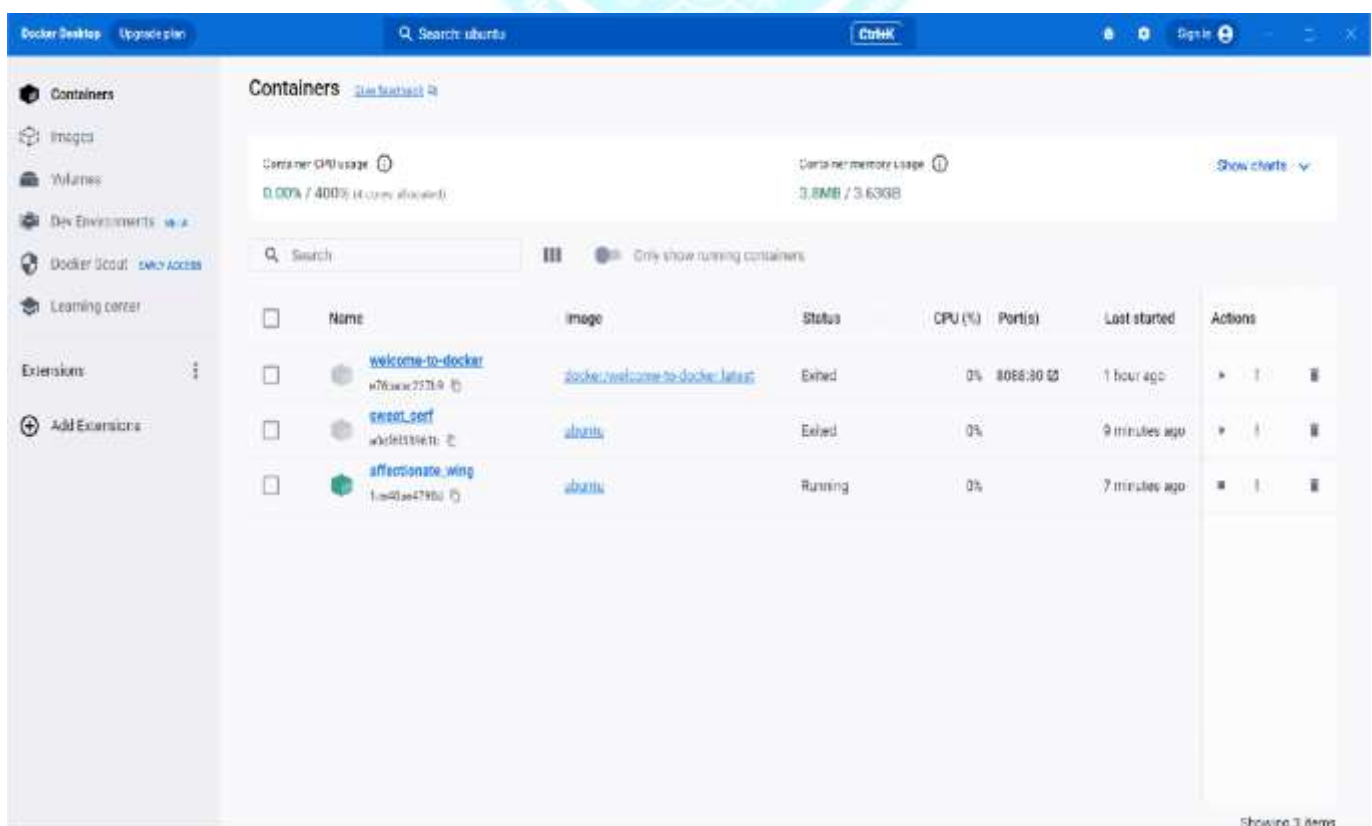 Docker Desktop Upgrade plan Search: ubuntu Ctrl+K Sign in
Containers
Images
Volumes
Dev Environments BETA
Docker Scout EARLY ACCESS
Learning center
Extensions
Add Extensions
Containers Give feedback
Container CPU usage
0.00% / 400% (4 cores allocated)
Container memory usage
3.8MB / 3.63GB
Show charts
Search
Only show running containers
Name Image Status CPU (%) Port(s) Last started Actions
welcome-to-docker
docker/welcome-to-docker:latest Exited 0% 8088:80 1 hour ago
ubuntu Exited 0% 9 minutes ago
affectionate_wing
ubuntu Running 0% 7 minutes ago
Showing 3 items